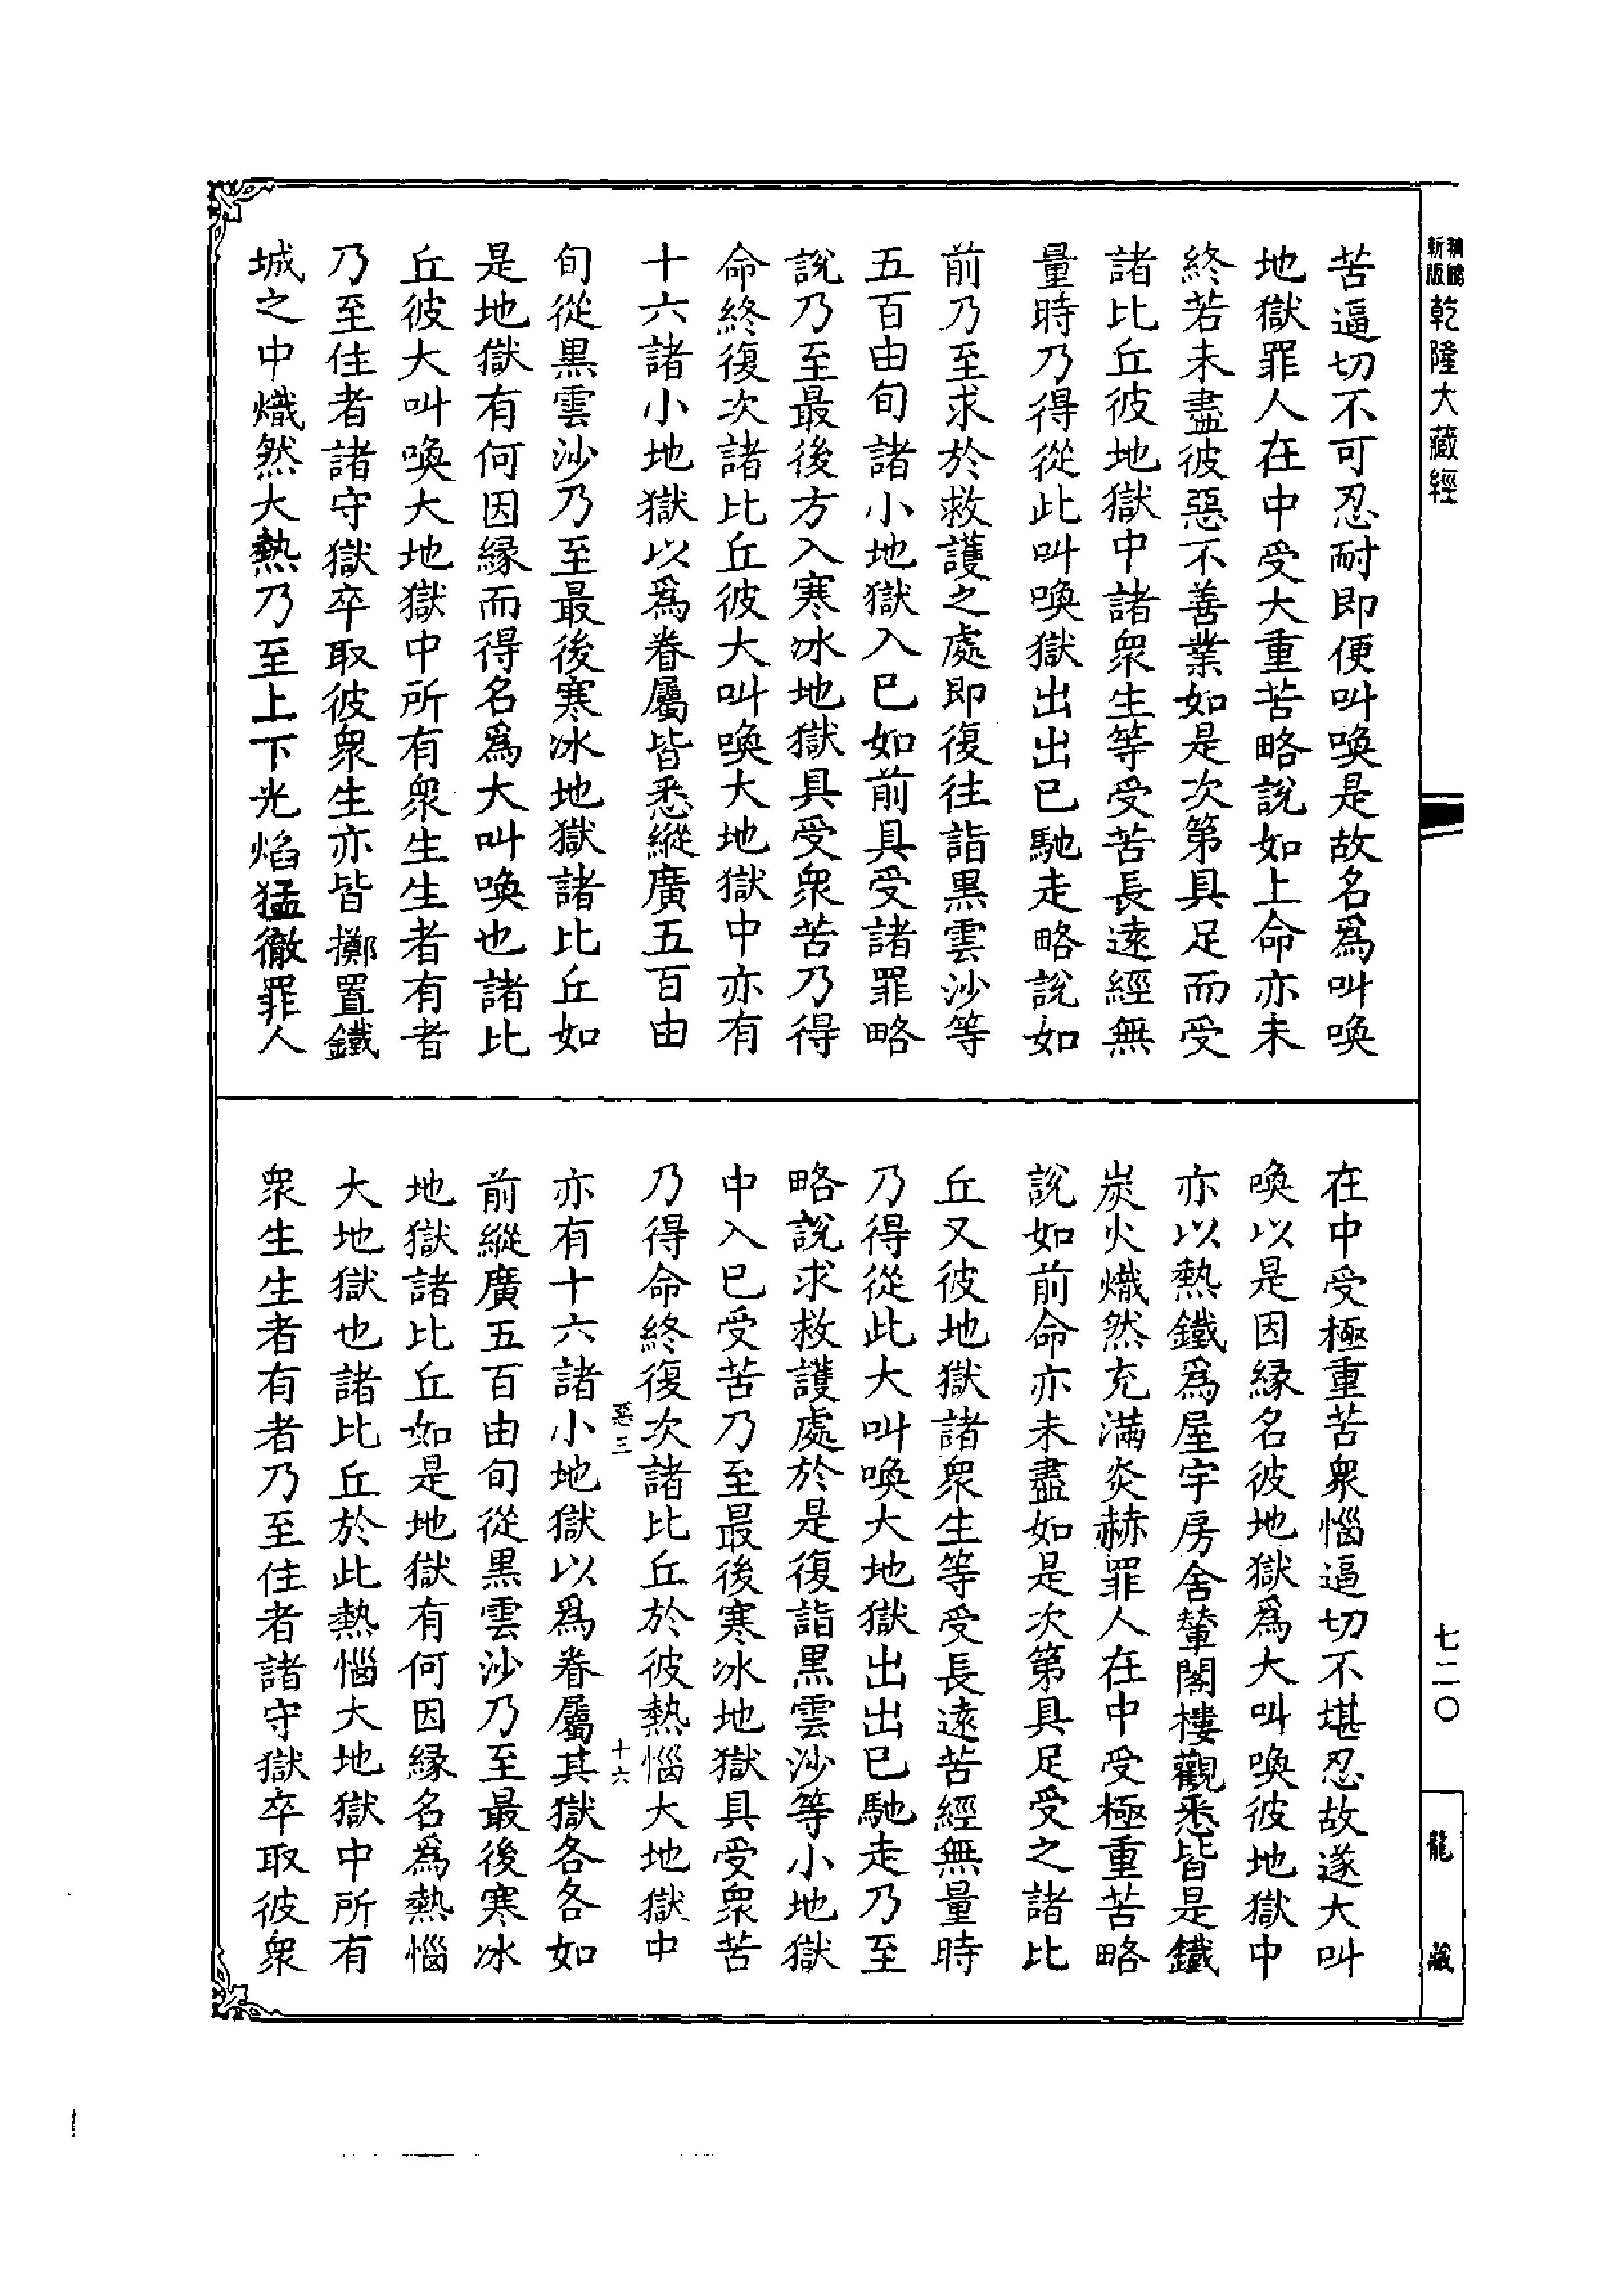 新版
乾隆大藏經
苦逼切不可忍耐即便叫喚是故名爲叫喚
地獄罪人在中受大重苦略說如上命亦未
終若未盡彼惡不善業如是次第具足而受
諸比丘彼地獄中諸衆生等受苦長遠經無
量時乃得從此叫喚獄出出已馳走略說如
前乃至求於救護之處即復往詣黒雲沙等
五百由旬諸小地獄入已如前具受諸罪略
說乃至最後方入寒冰地獄具受衆苦乃得
命終復次諸比丘彼大叫喚大地獄中亦有
十六諸小地獄以爲眷屬皆悉縱廣五百由
旬從黒雲沙乃至最後寒冰地獄諸比丘如
是地獄有何因緣而得名爲大叫喚也諸比
丘彼大叫喚大地獄中所有衆生生者有者
乃至住者諸守獄卒取彼衆生亦皆擲置鐵
城之中熾然大熱乃至上下光焰猛徹罪人
在中受極重苦衆惱逼切不堪忍故遂大叫
喚以是因緣名彼地獄爲大叫喚彼地獄中
亦以熱鐵爲屋宇房舍輦閣樓觀悉皆是鐵
炭火熾然充滿炎赫罪人在中受極重苦略
說如前命亦未盡如是次第具足受之諸比
丘又彼地獄諸衆生等受長遠苦經無量時
乃得從此大叫喚大地獄出出已馳走乃至
略說求救護處於是復詣黒雲沙等小地獄
中入已受苦乃至最後寒冰地獄具受衆苦
乃得命終復次諸比丘於彼熱惱大地獄中
惡三
十六
亦有十六諸小地獄以爲眷屬其獄各各如
前縱廣五百由旬從黒雲沙乃至最後寒冰
地獄諸比丘如是地獄有何因緣名爲熱惱
大地獄也諸比丘於此熱惱大地獄中所有
衆生生者有者乃至住者諸守獄卒取彼衆
七二〇
龍藏